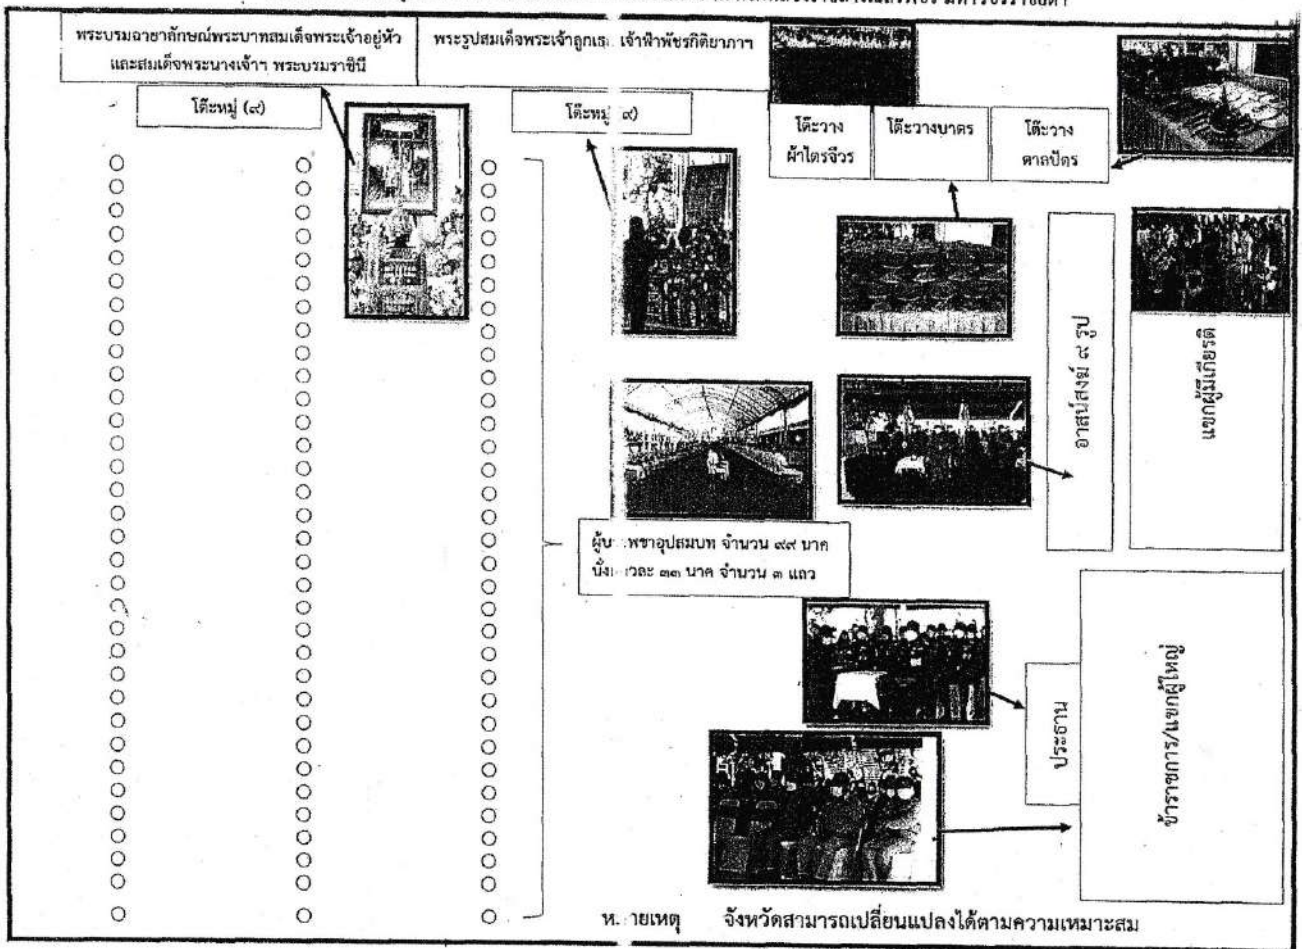 พระบรมฉายาลักษณ์พระบาทสมเด็จพระเจ้าอยู่หัว
และสมเด็จพระนางเจ้าฯ พระบรมราชินี
พระรูปสมเด็จพระเจ้าลูกเธอ เจ้าฟ้าพัชรกิติยาภาฯ
โต๊ะหมู่ (๙)
โต๊ะหมู่ ๙)
โต๊ะวาง
ผ้าไตรจีวร
โต๊ะวางบาตร
โต๊ะวาง
ตาลปัตร
อาสน์สงฆ์ ๙ รูป
แขกผู้มีเกียรติ
จำนวน ๙๙ นาค
๓๓ นาค จำนวน ๓ แถว
ประธาน
ข้าราชการ/แขกผู้ใหญ่
จังหวัดสามารถเปลี่ยนแปลงได้ตามความเหมาะสม